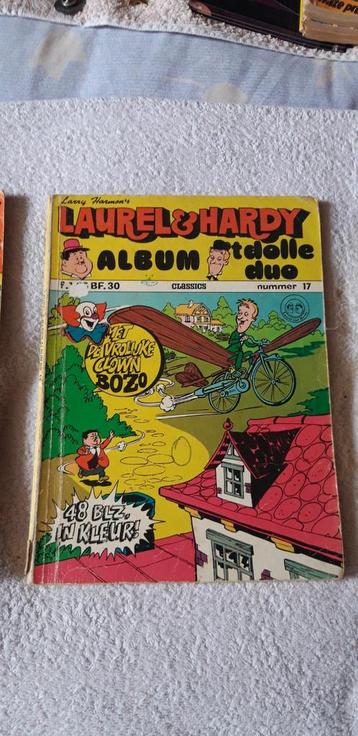 Larry Harmon's
LAUREL & HARDY
ALBUM
't dolle
duo
BF.30
CLASSICS
nummer 17
MET
DE VROLIJKE
CLOWN
BOZO
48 BLZ.
IN KLEUR!